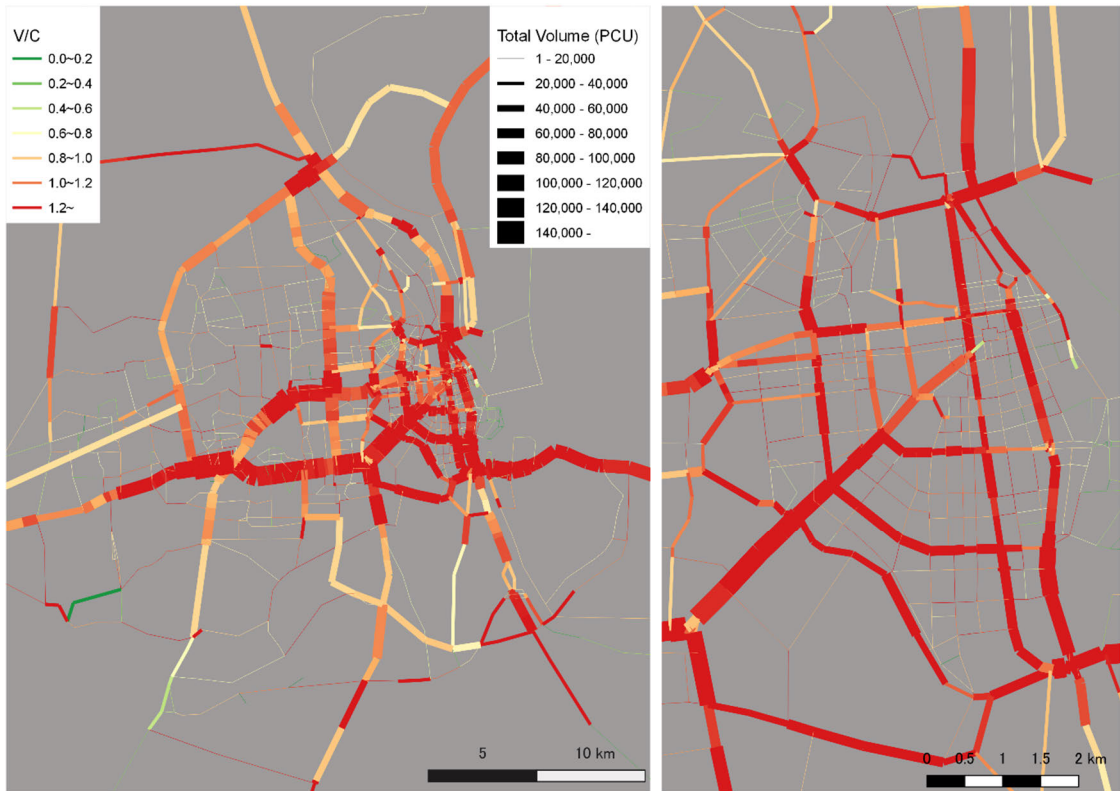 V/C
0.0~0.2
0.2~0.4
0.4~0.6
0.6~0.8
0.8~1.0
1.0~1.2
1.2~
Total Volume (PCU)
1 - 20,000
20,000 - 40,000
40,000 - 60,000
60,000 - 80,000
80,000 - 100,000
100,000 - 120,000
120,000 - 140,000
140,000 -
5 10 km
0 0.5 1 1.5 2 km